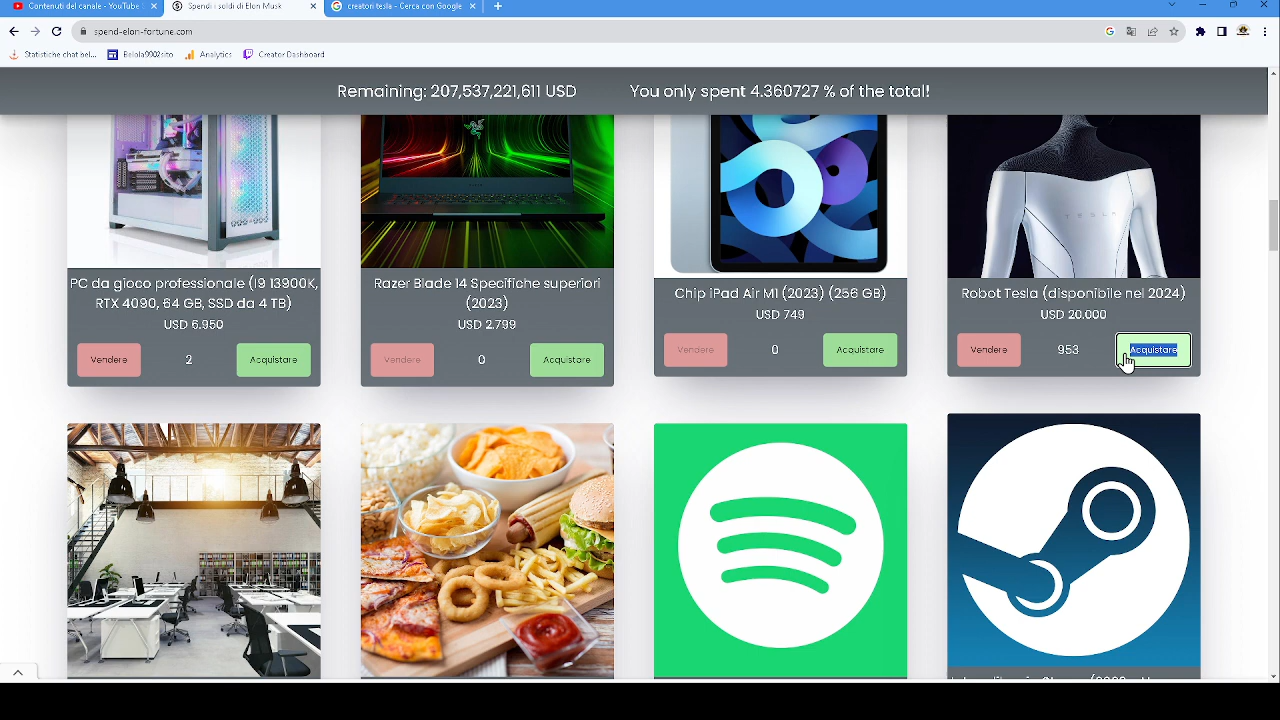 Contenuti del canale - YouTube
Spendi i soldi di Elon Musk
creatori tesla - Cerca con Google
spend-elon-fortune.com
Statistiche chat bel...
Belola9902sito
Analytics
Creator Dashboard
Remaining: 207,537,221,611 USD
You only spent 4.360727 % of the total!
TESLA
PC da gioco professionale (I9 13900K,
RTX 4090, 64 GB, SSD da 4 TB)
USD 6.950
Vendere
2
Acquistare
Razer Blade 14 Specifiche superiori
(2023)
USD 2.799
Vendere
0
Acquistare
Chip iPad Air M1 (2023) (256 GB)
USD 749
Vendere
0
Acquistare
Robot Tesla (disponibile nel 2024)
USD 20.000
Vendere
953
Acquistare